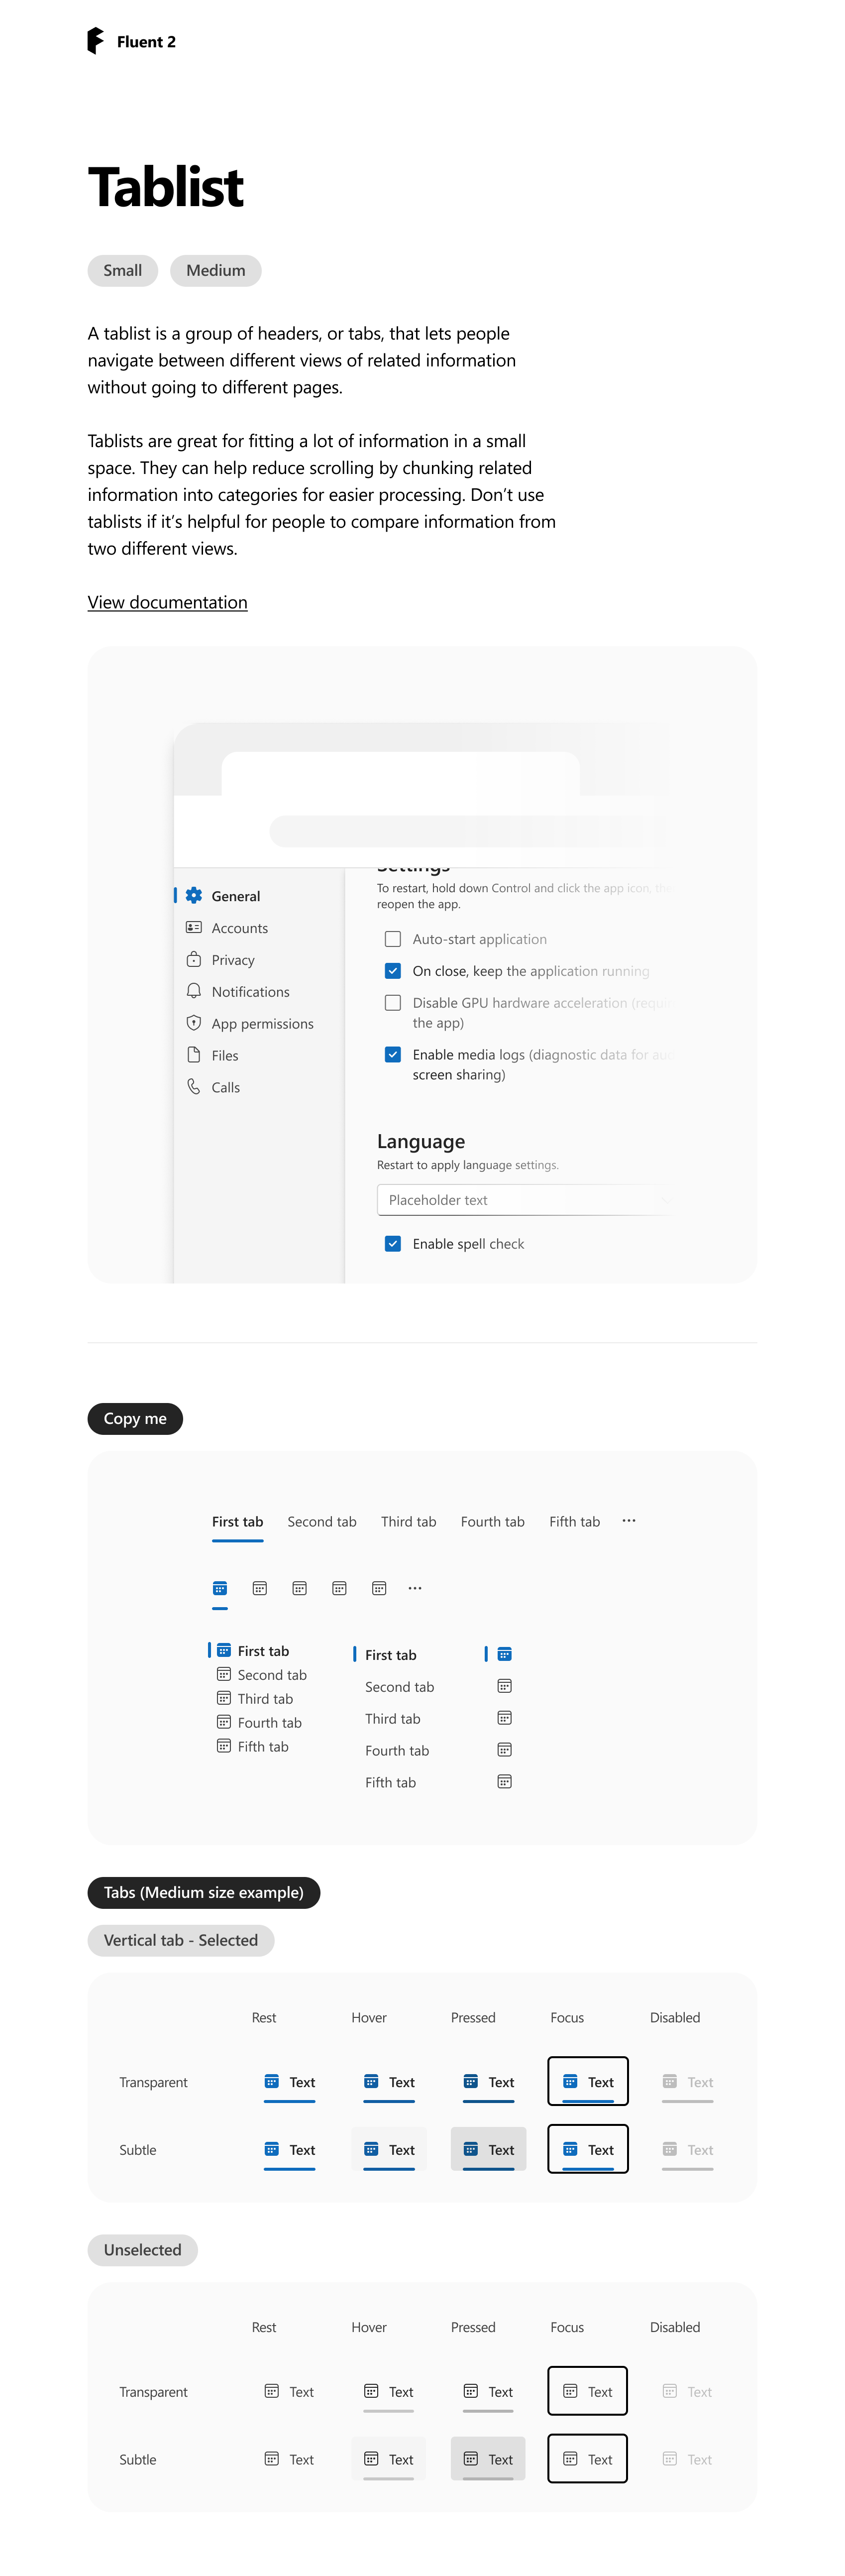 Fluent 2
Tablist
Small Medium
A tablist is a group of headers, or tabs, that lets people
navigate between different views of related information
without going to different pages.
Tablists are great for fitting a lot of information in a small
space. They can help reduce scrolling by chunking related
information into categories for easier processing. Don’t use
tablists if it’s helpful for people to compare information from
two different views.
View documentation
General
Accounts
Privacy
Notifications
App permissions
Files
Calls
Settings
To restart, hold down Control and click the app icon, the
reopen the app.
Auto-start application
On close, keep the application running
Disable GPU hardware acceleration
the app)
Enable media logs (diagnostic data for
screen sharing)
Language
Restart to apply language settings.
Placeholder text
Enable spell check
Copy me
First tab Second tab Third tab Fourth tab Fifth tab ...
...
First tab
Second tab
Third tab
Fourth tab
Fifth tab
First tab
Second tab
Third tab
Fourth tab
Fifth tab
Tabs (Medium size example)
Vertical tab - Selected
Rest Hover Pressed Focus Disabled
Transparent Text Text Text Text Text
Subtle Text Text Text Text Text
Unselected
Rest Hover Pressed Focus Disabled
Transparent Text Text Text Text Text
Subtle Text Text Text Text Text